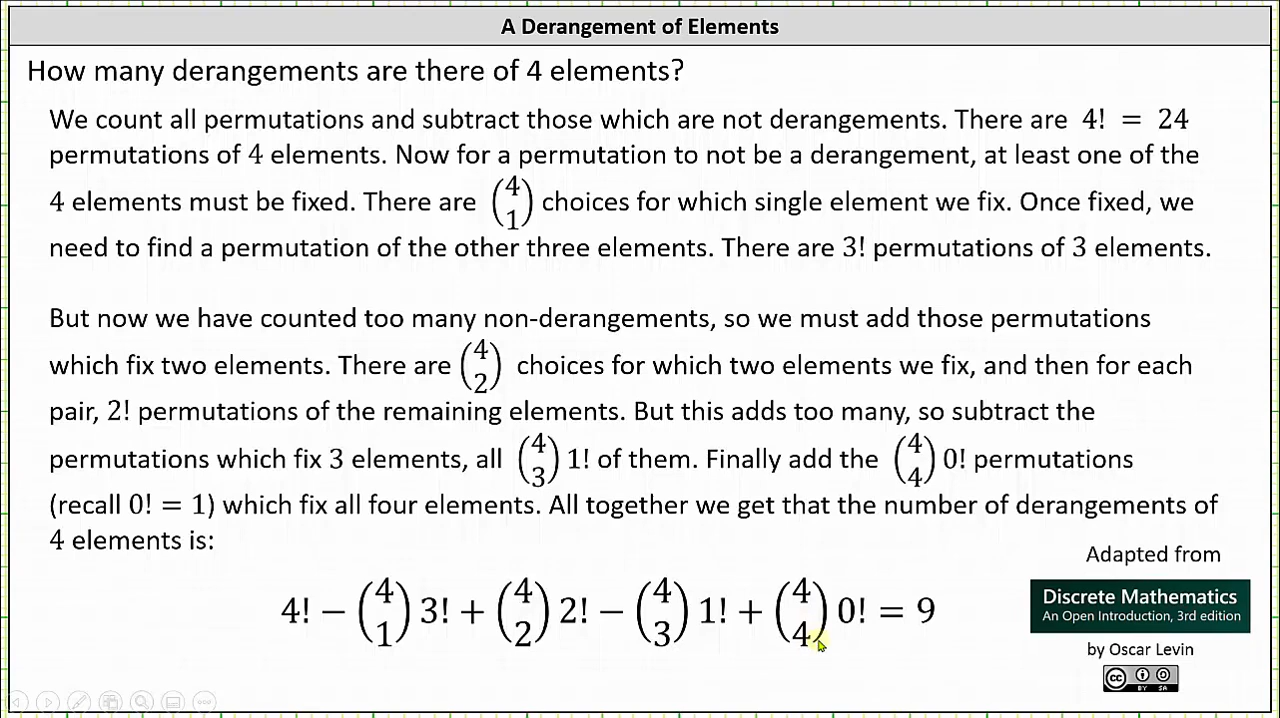 A Derangement of Elements
How many derangements are there of 4 elements?
We count all permutations and subtract those which are not derangements. There are 4! = 24
permutations of 4 elements. Now for a permutation to not be a derangement, at least one of the
4 elements must be fixed. There are (4 1) choices for which single element we fix. Once fixed, we
need to find a permutation of the other three elements. There are 3! permutations of 3 elements.
But now we have counted too many non-derangements, so we must add those permutations
which fix two elements. There are (4 2) choices for which two elements we fix, and then for each
pair, 2! permutations of the remaining elements. But this adds too many, so subtract the
permutations which fix 3 elements, all (4 3) 1! of them. Finally add the (4 4) 0! permutations
(recall 0! = 1) which fix all four elements. All together we get that the number of derangements of
4 elements is:
4! − (4 1) 3! + (4 2) 2! − (4 3) 1! + (4 4) 0! = 9
Adapted from
Discrete Mathematics
An Open Introduction, 3rd edition
by Oscar Levin
cc
BY SA